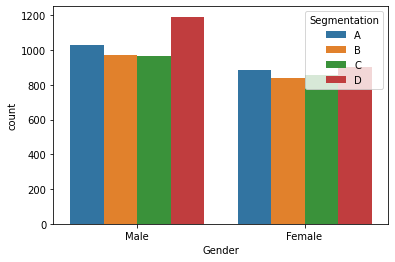 Segmentation
A
B
C
D
1200
1000
800
600
400
200
0
count
Male
Female
Gender